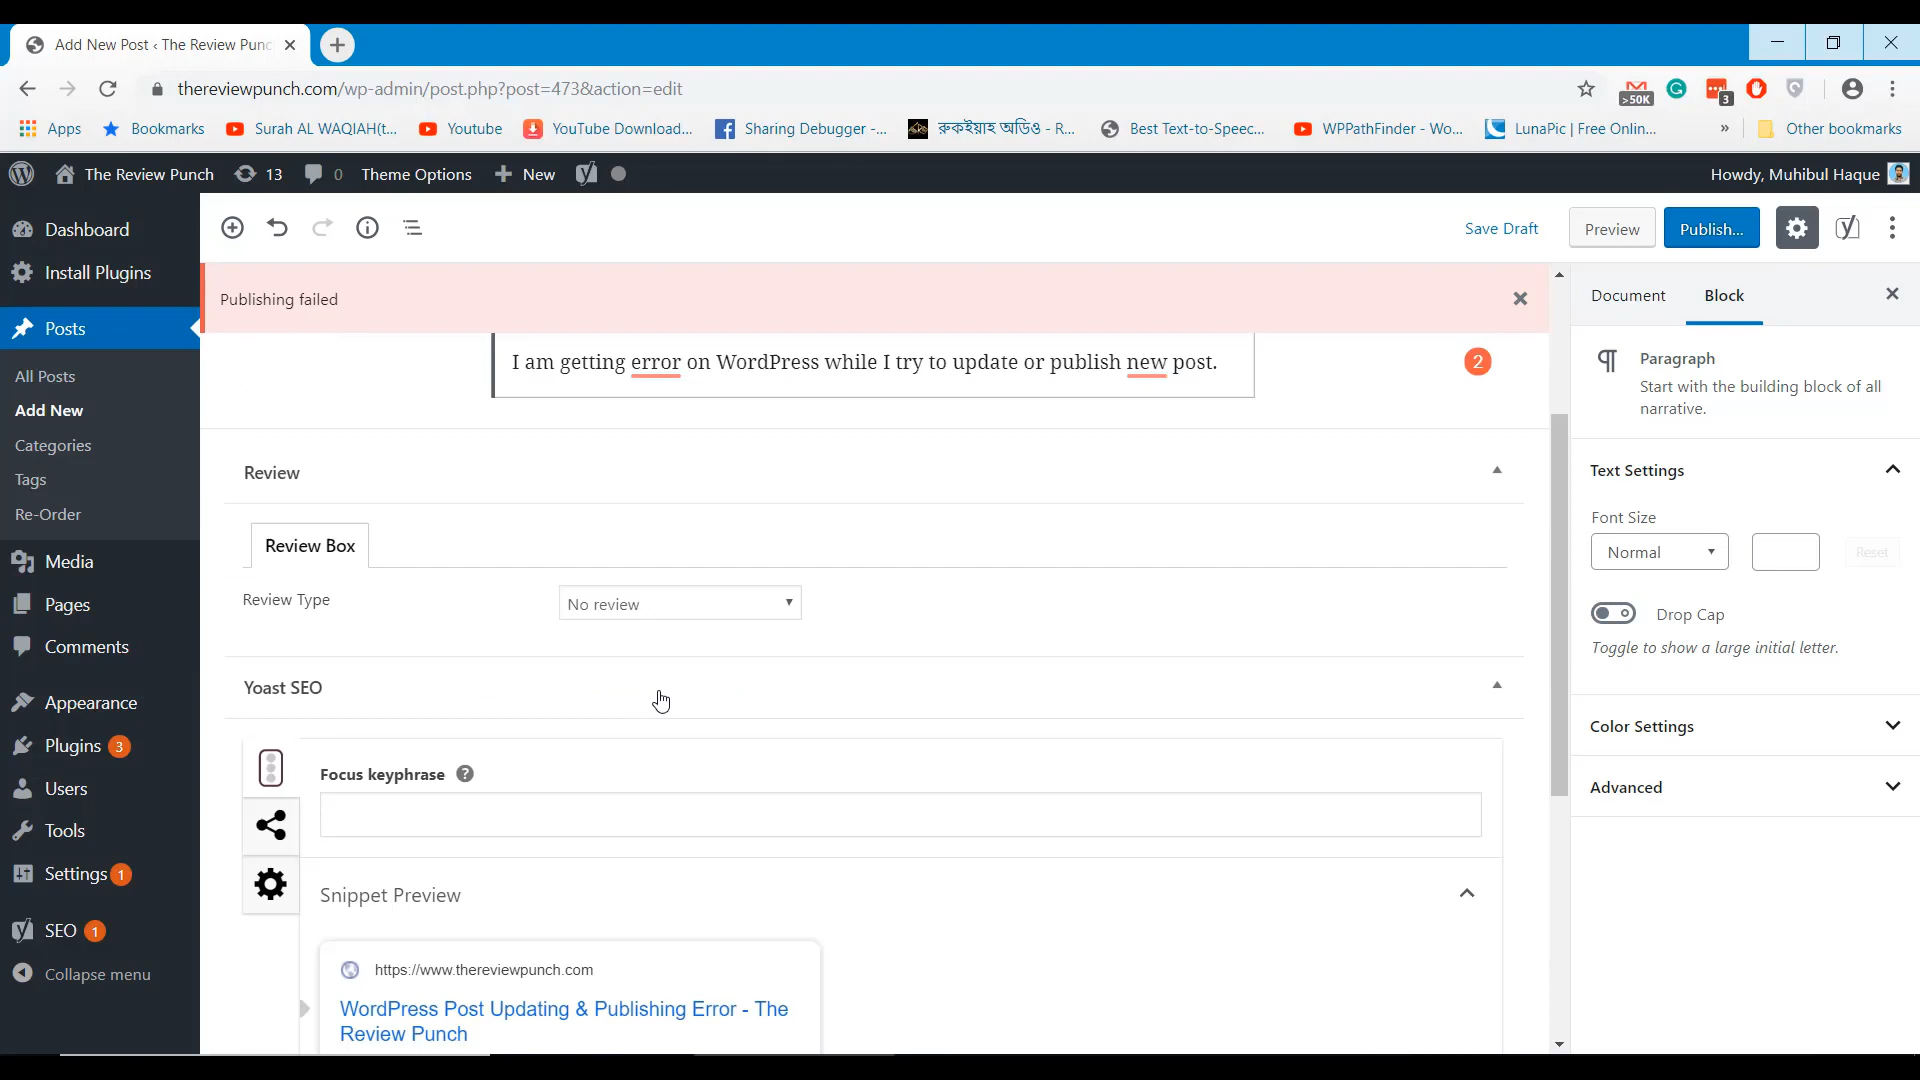 Add New Post ‹ The Review Punc
thereviewpunch.com/wp-admin/post.php?post=473&action=edit
>50K
3
Apps
Bookmarks
Surah AL WAQIAH(t...
Youtube
YouTube Download...
Sharing Debugger -...
রুকইয়াহ অডিও - R...
Best Text-to-Speec...
WPPathFinder - Wo...
LunaPic | Free Onlin...
»
Other bookmarks
The Review Punch
13
0
Theme Options
New
Howdy, Muhibul Haque
Dashboard
Install Plugins
Posts
All Posts
Add New
Categories
Tags
Re-Order
Media
Pages
Comments
Appearance
Plugins 3
Users
Tools
Settings 1
SEO 1
Collapse menu
Save Draft
Preview
Publish...
Publishing failed
I am getting error on WordPress while I try to update or publish new post.
2
Review
Review Box
Review Type
No review
Yoast SEO
Focus keyphrase ?
Snippet Preview
https://www.thereviewpunch.com
WordPress Post Updating & Publishing Error - The
Review Punch
Document
Block
Paragraph
Start with the building block of all
narrative.
Text Settings
Font Size
Normal
Reset
Drop Cap
Toggle to show a large initial letter.
Color Settings
Advanced